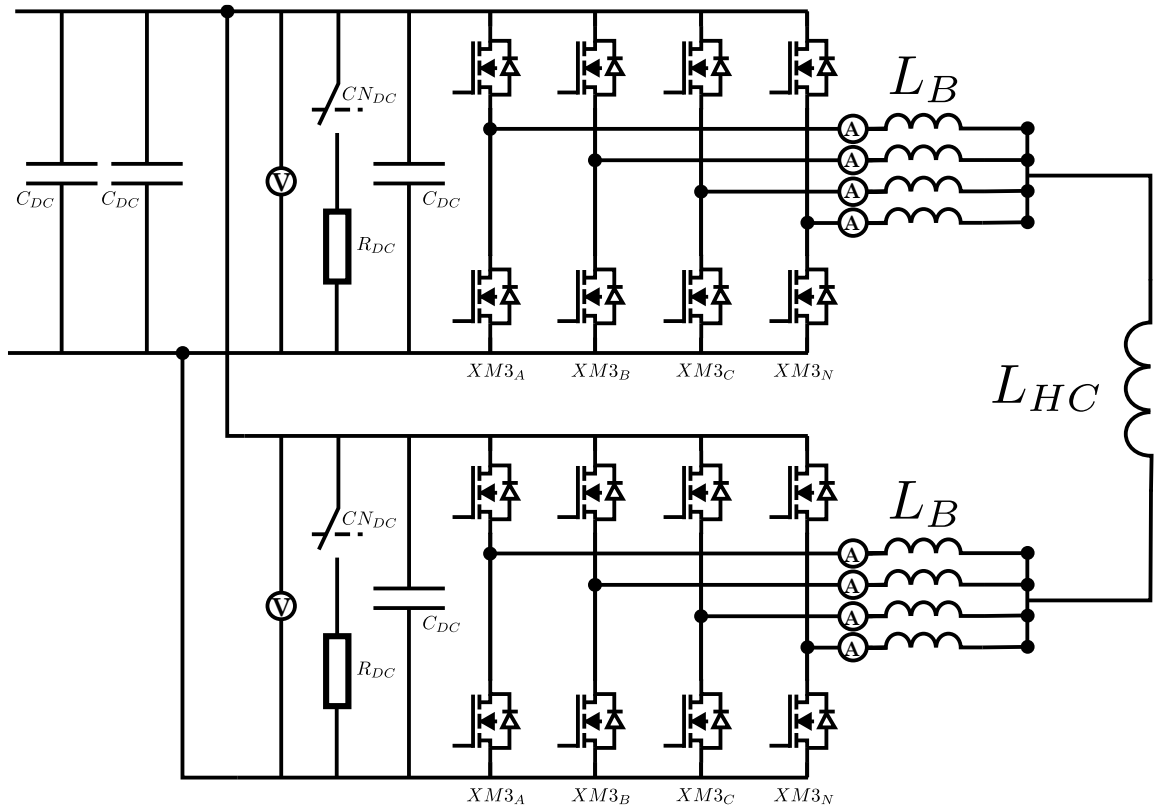 CN_{DC}
L_B
A
A
V
C_{DC} C_{DC} C_{DC}
A
A
R_{DC}
XM3_A XM3_B XM3_C XM3_N
L_{HC}
L_B
CN_{DC}
A
A
V
A
C_{DC}
A
R_{DC}
XM3_A XM3_B XM3_C XM3_N